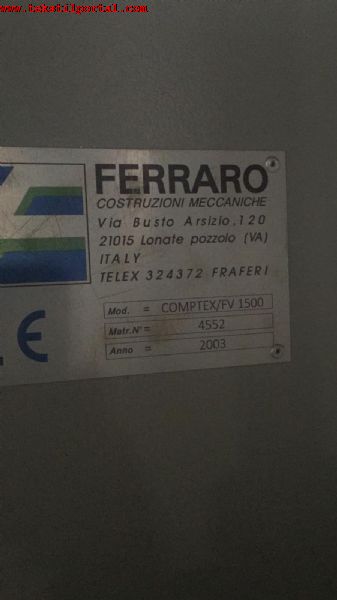 www.tekstilportal.com
FERRARO
COSTRUZIONI MECCANICHE
Via Busto Arsizio,120
21015 Lonate pozzolo (VA)
ITALY
TELEX 324372 FRAFERI
Mod. = COMPTEX/FV 1500
Matr.N° = 4552
Anno = 2003
CE